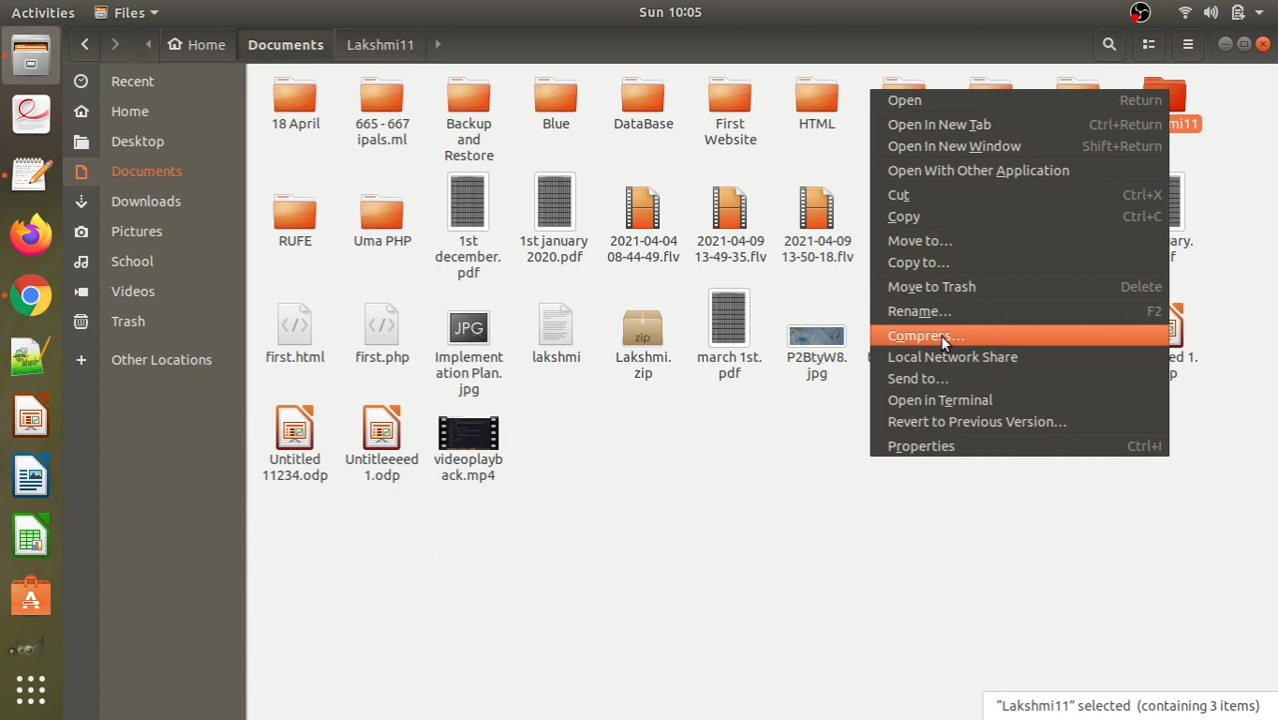 Activities
Files
Sun 10:05
Home
Documents
Lakshmi11
Recent
Home
Desktop
Documents
Downloads
Pictures
School
Videos
Trash
Other Locations
18 April
665 - 667
ipals.ml
Backup
and
Restore
Blue
DataBase
First
Website
HTML
mi11
RUFE
Uma PHP
1st
december.
pdf
1st january
2020.pdf
2021-04-04
08-44-49.flv
2021-04-09
13-49-35.flv
2021-04-09
13-50-18.flv
first.html
first.php
JPG
Implement
ation Plan.
jpg
lakshmi
zip
Lakshmi.
zip
march 1st.
pdf
P2BtyW8.
jpg
Untitled
11234.odp
Untitleeeed
1.odp
videoplayb
ack.mp4
Open Return
Open In New Tab Ctrl+Return
Open In New Window Shift+Return
Open With Other Application
Cut Ctrl+X
Copy Ctrl+C
Move to…
Copy to…
Move to Trash Delete
Rename… F2
Compress…
Local Network Share
Send to…
Open in Terminal
Revert to Previous Version…
Properties Ctrl+I
“Lakshmi11” selected (containing 3 items)